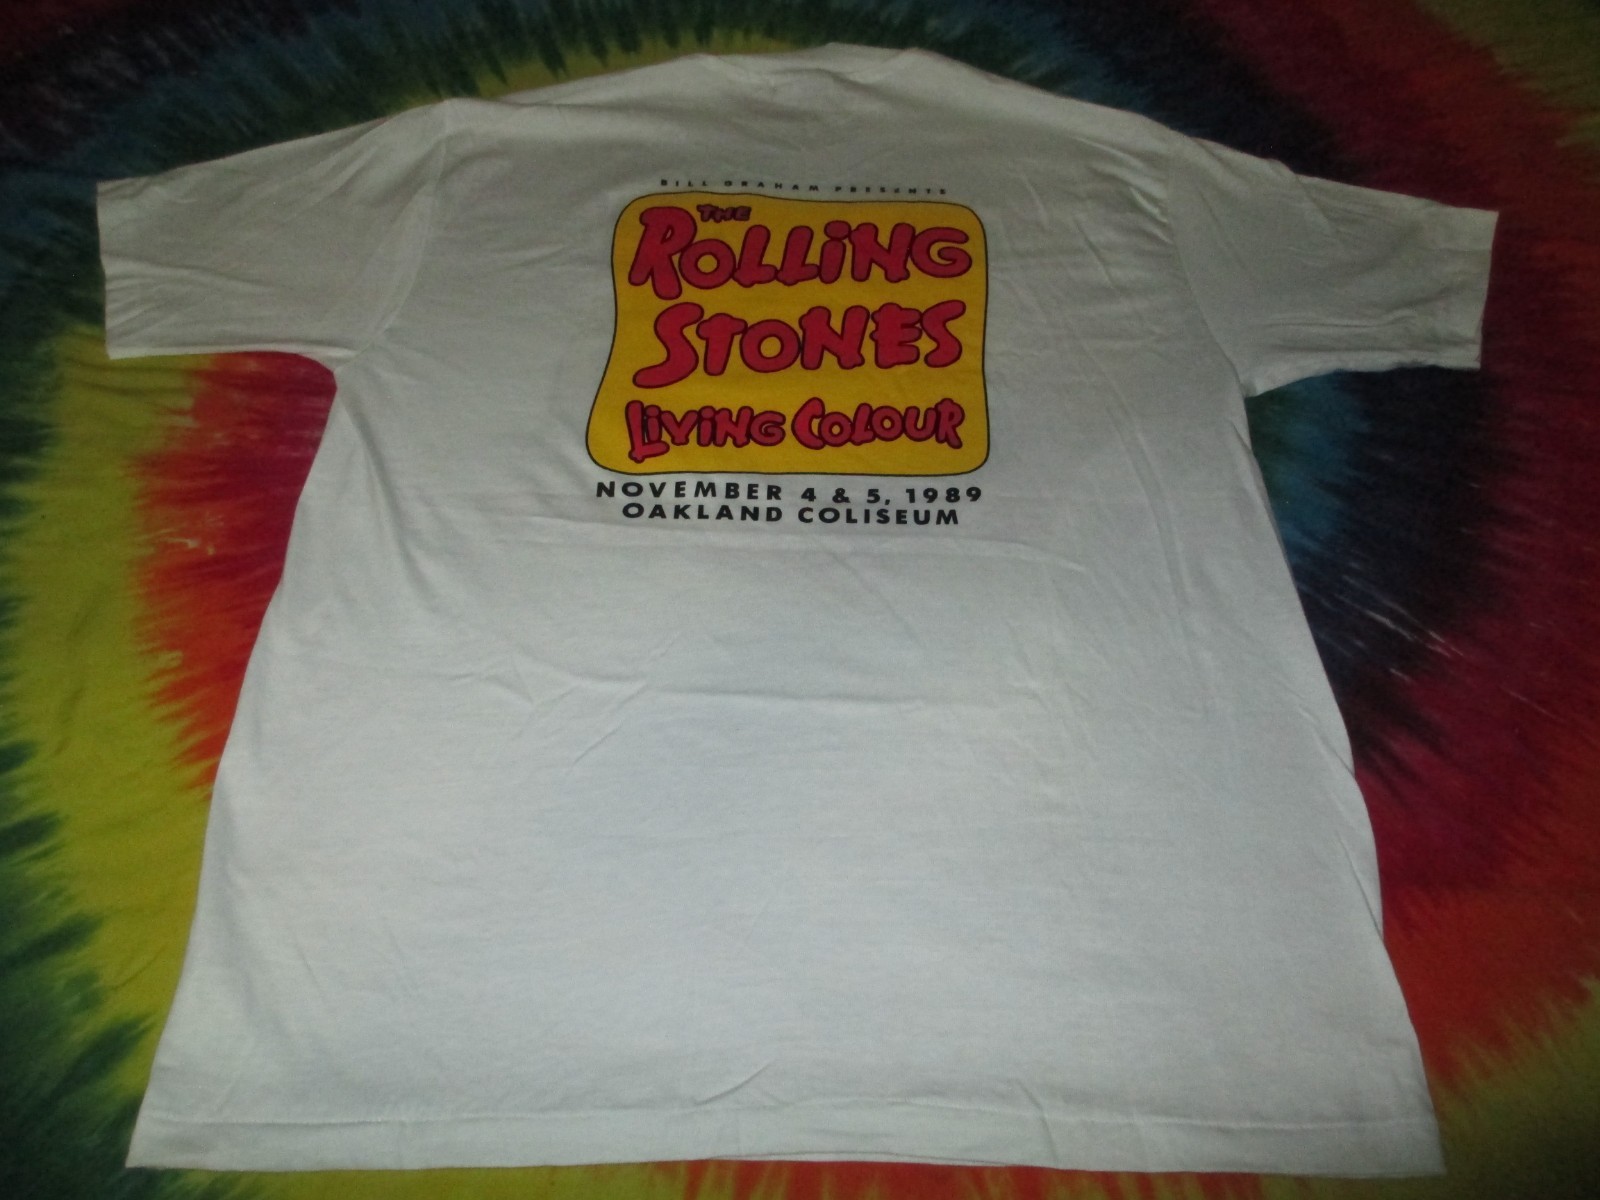 BILL GRAHAM PRESENTS
THE
ROLLiNG
STONES
LiViNG COLOUR
NOVEMBER 4 & 5, 1989
OAKLAND COLISEUM